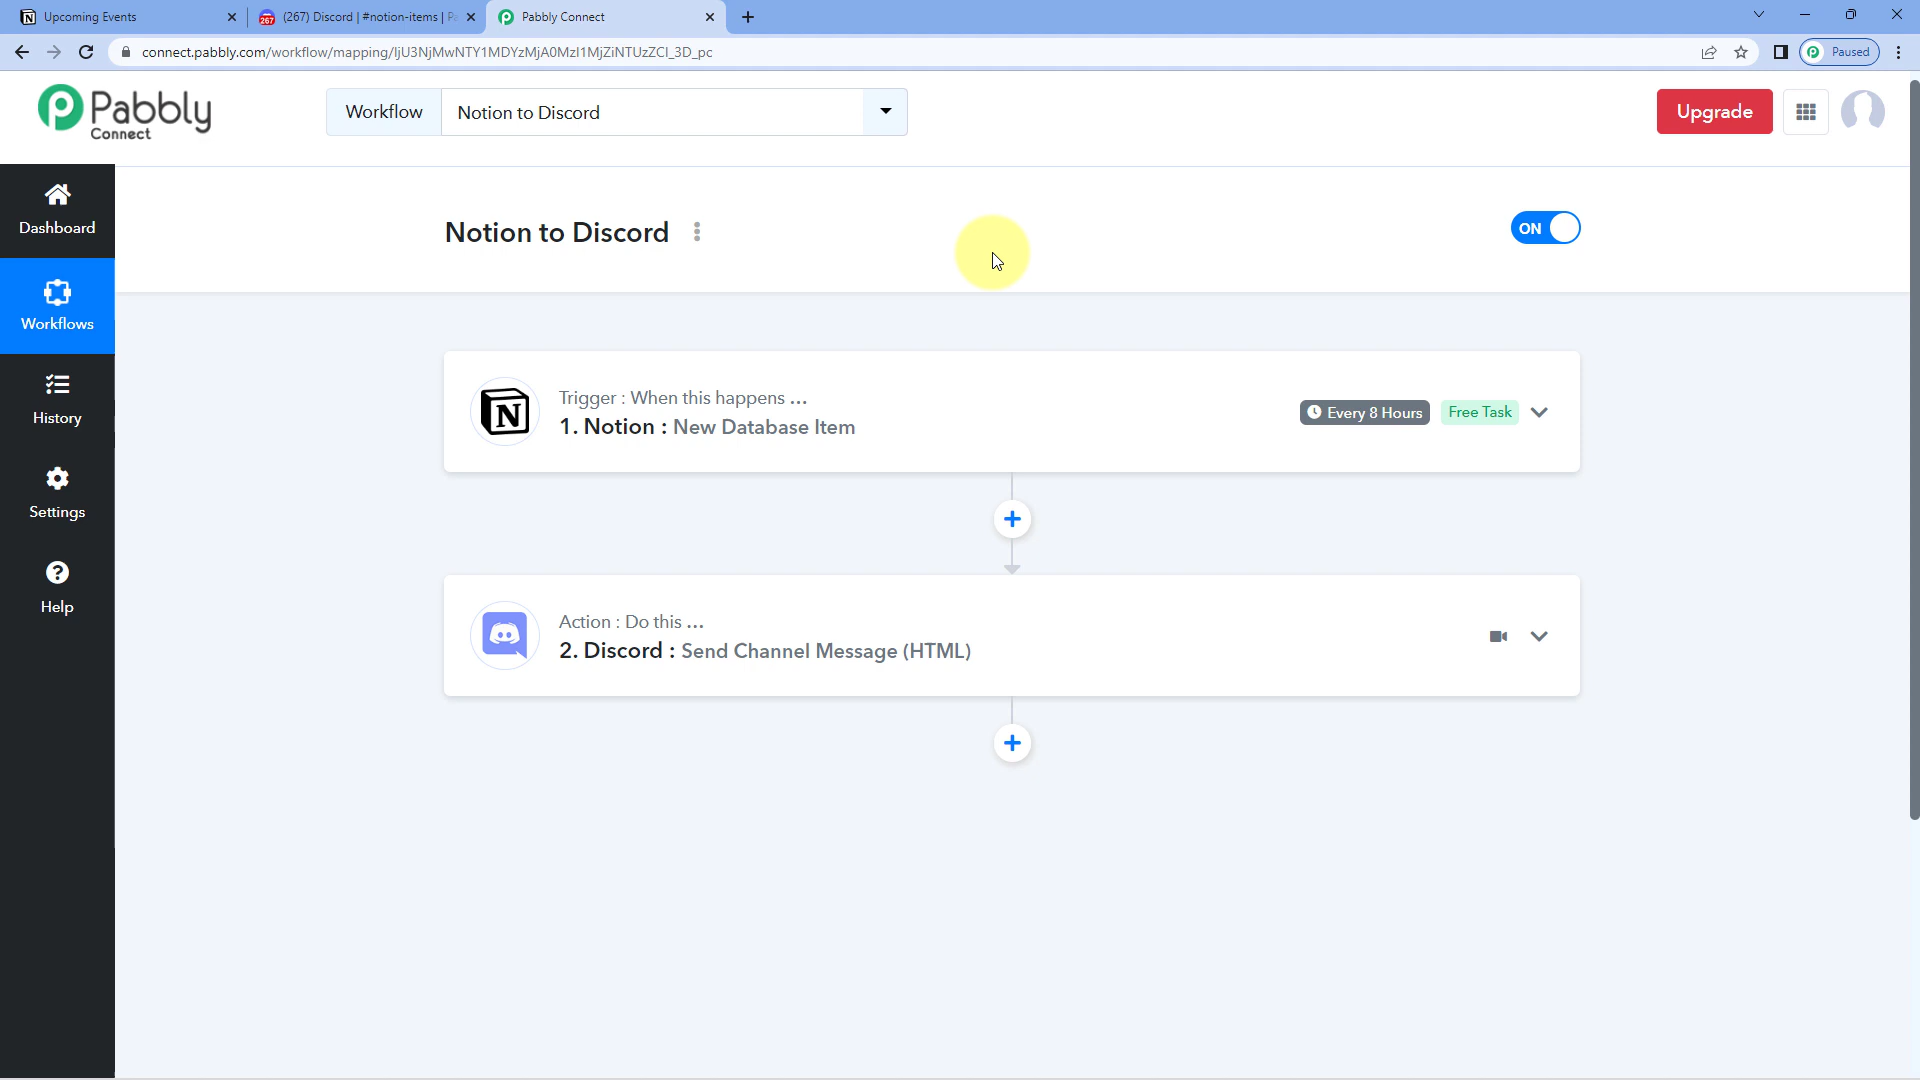 Upcoming Events
267
(267) Discord | #notion-items | Pa
Pabbly Connect
connect.pabbly.com/workflow/mapping/IjU3NjMwNTY1MDYzMjA0MzI1MjZiNTUzZCI_3D_pc
Paused
Pabbly
Connect
Workflow
Notion to Discord
Upgrade
Dashboard
Workflows
History
Settings
Help
Notion to Discord
ON
Trigger : When this happens ...
1. Notion : New Database Item
Every 8 Hours
Free Task
Action : Do this ...
2. Discord : Send Channel Message (HTML)